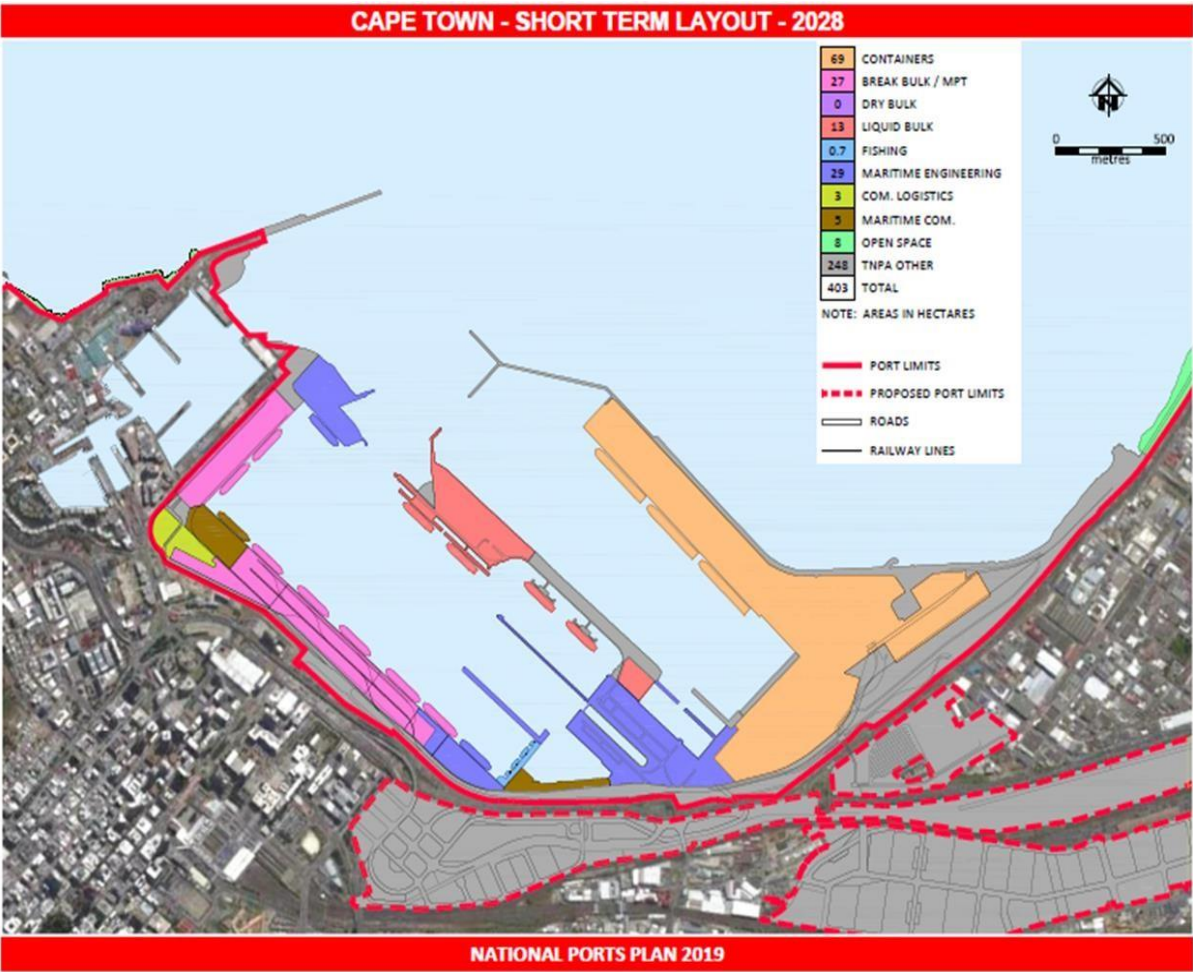 CAPE TOWN - SHORT TERM LAYOUT - 2028
69 CONTAINERS
27 BREAK BULK / MPT
0 DRY BULK
13 LIQUID BULK
0.7 FISHING
29 MARITIME ENGINEERING
3 COM. LOGISTICS
5 MARITIME COM.
8 OPEN SPACE
248 TNPA OTHER
403 TOTAL
NOTE: AREAS IN HECTARES
PORT LIMITS
PROPOSED PORT LIMITS
ROADS
RAILWAY LINES
N
0 500
metres
NATIONAL PORTS PLAN 2019